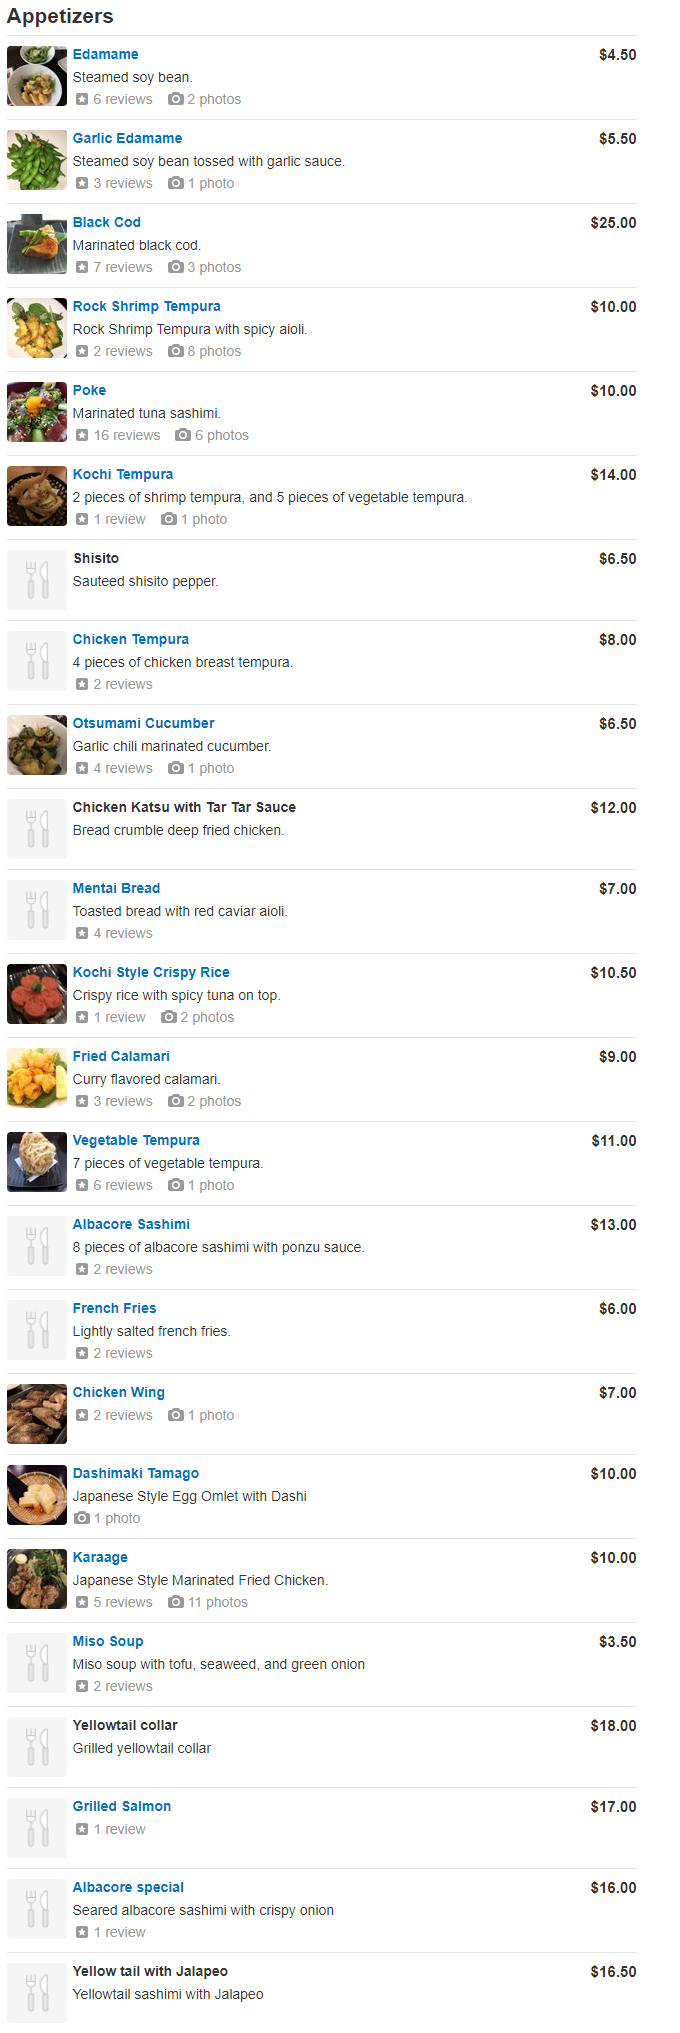 Appetizers
Edamame $4.50
Steamed soy bean.
6 reviews 2 photos
Garlic Edamame $5.50
Steamed soy bean tossed with garlic sauce.
3 reviews 1 photo
Black Cod $25.00
Marinated black cod.
7 reviews 3 photos
Rock Shrimp Tempura $10.00
Rock Shrimp Tempura with spicy aioli.
2 reviews 8 photos
Poke $10.00
Marinated tuna sashimi.
16 reviews 6 photos
Kochi Tempura $14.00
2 pieces of shrimp tempura, and 5 pieces of vegetable tempura.
1 review 1 photo
Shisito $6.50
Sauteed shisito pepper.
Chicken Tempura $8.00
4 pieces of chicken breast tempura.
2 reviews
Otsumami Cucumber $6.50
Garlic chili marinated cucumber.
4 reviews 1 photo
Chicken Katsu with Tar Tar Sauce $12.00
Bread crumble deep fried chicken.
Mentai Bread $7.00
Toasted bread with red caviar aioli.
4 reviews
Kochi Style Crispy Rice $10.50
Crispy rice with spicy tuna on top.
1 review 2 photos
Fried Calamari $9.00
Curry flavored calamari.
3 reviews 2 photos
Vegetable Tempura $11.00
7 pieces of vegetable tempura.
6 reviews 1 photo
Albacore Sashimi $13.00
8 pieces of albacore sashimi with ponzu sauce.
2 reviews
French Fries $6.00
Lightly salted french fries.
2 reviews
Chicken Wing $7.00
2 reviews 1 photo
Dashimaki Tamago $10.00
Japanese Style Egg Omlet with Dashi
1 photo
Karaage $10.00
Japanese Style Marinated Fried Chicken.
5 reviews 11 photos
Miso Soup $3.50
Miso soup with tofu, seaweed, and green onion
2 reviews
Yellowtail collar $18.00
Grilled yellowtail collar
Grilled Salmon $17.00
1 review
Albacore special $16.00
Seared albacore sashimi with crispy onion
1 review
Yellow tail with Jalapeo $16.50
Yellowtail sashimi with Jalapeo